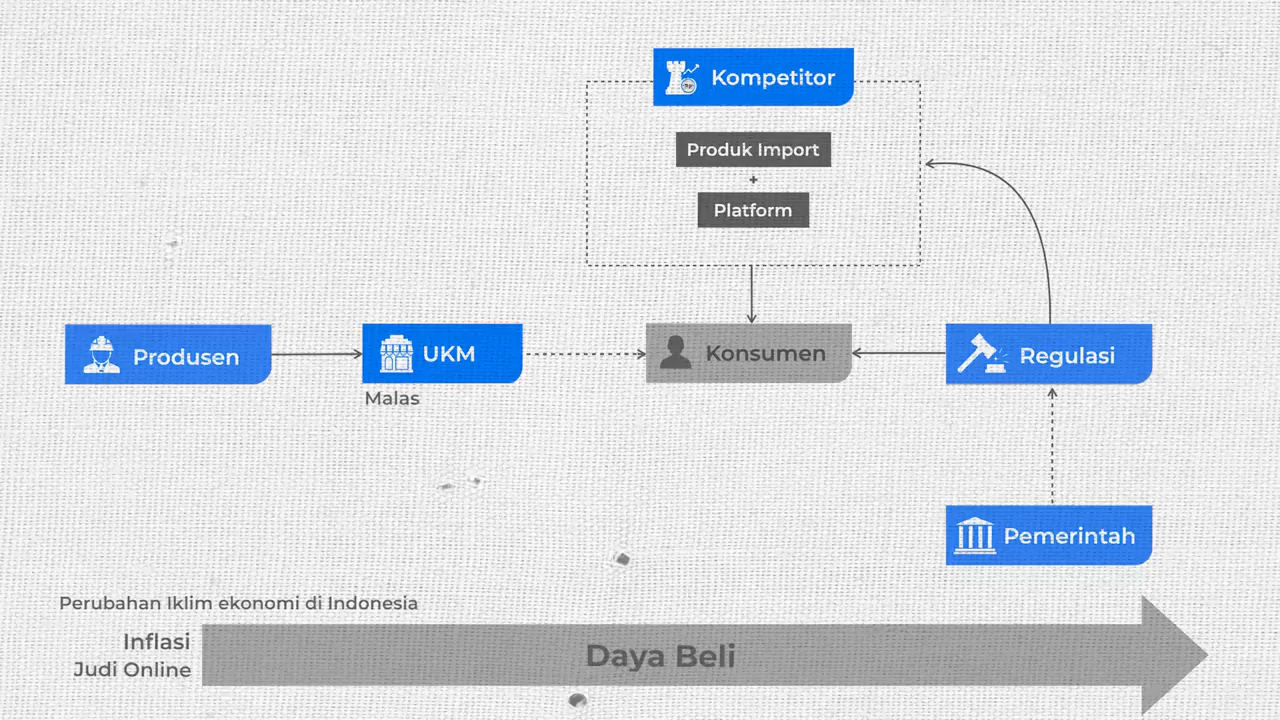 Kompetitor
Produk Import
+
Platform
Produsen
UKM
Konsumen
Regulasi
Malas
Pemerintah
Perubahan Iklim ekonomi di Indonesia
Inflasi
Judi Online
Daya Beli